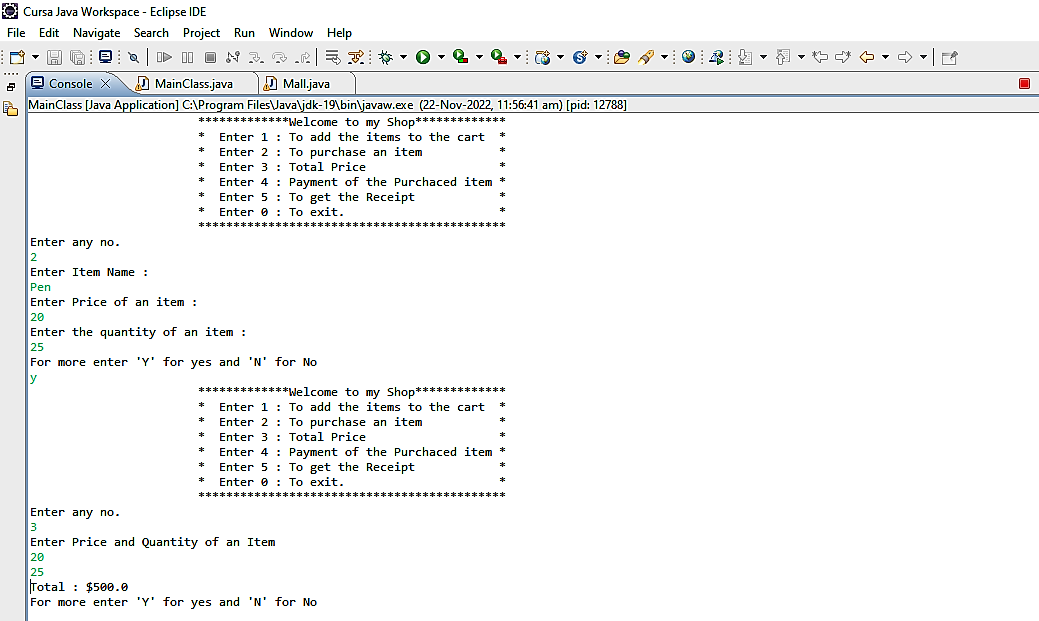 Cursa Java Workspace - Eclipse IDE
File Edit Navigate Search Project Run Window Help
Console MainClass.java Mall.java
MainClass [Java Application] C:\Program Files\Java\jdk-19\bin\javaw.exe (22-Nov-2022, 11:56:41 am) [pid: 12788]
*************Welcome to my Shop*************
* Enter 1 : To add the items to the cart *
* Enter 2 : To purchase an item *
* Enter 3 : Total Price *
* Enter 4 : Payment of the Purchaced item *
* Enter 5 : To get the Receipt *
* Enter 0 : To exit. *
********************************************
Enter any no.
2
Enter Item Name :
Pen
Enter Price of an item :
20
Enter the quantity of an item :
25
For more enter 'Y' for yes and 'N' for No
y
*************Welcome to my Shop*************
* Enter 1 : To add the items to the cart *
* Enter 2 : To purchase an item *
* Enter 3 : Total Price *
* Enter 4 : Payment of the Purchaced item *
* Enter 5 : To get the Receipt *
* Enter 0 : To exit. *
********************************************
Enter any no.
3
Enter Price and Quantity of an Item
20
25
Total : $500.0
For more enter 'Y' for yes and 'N' for No